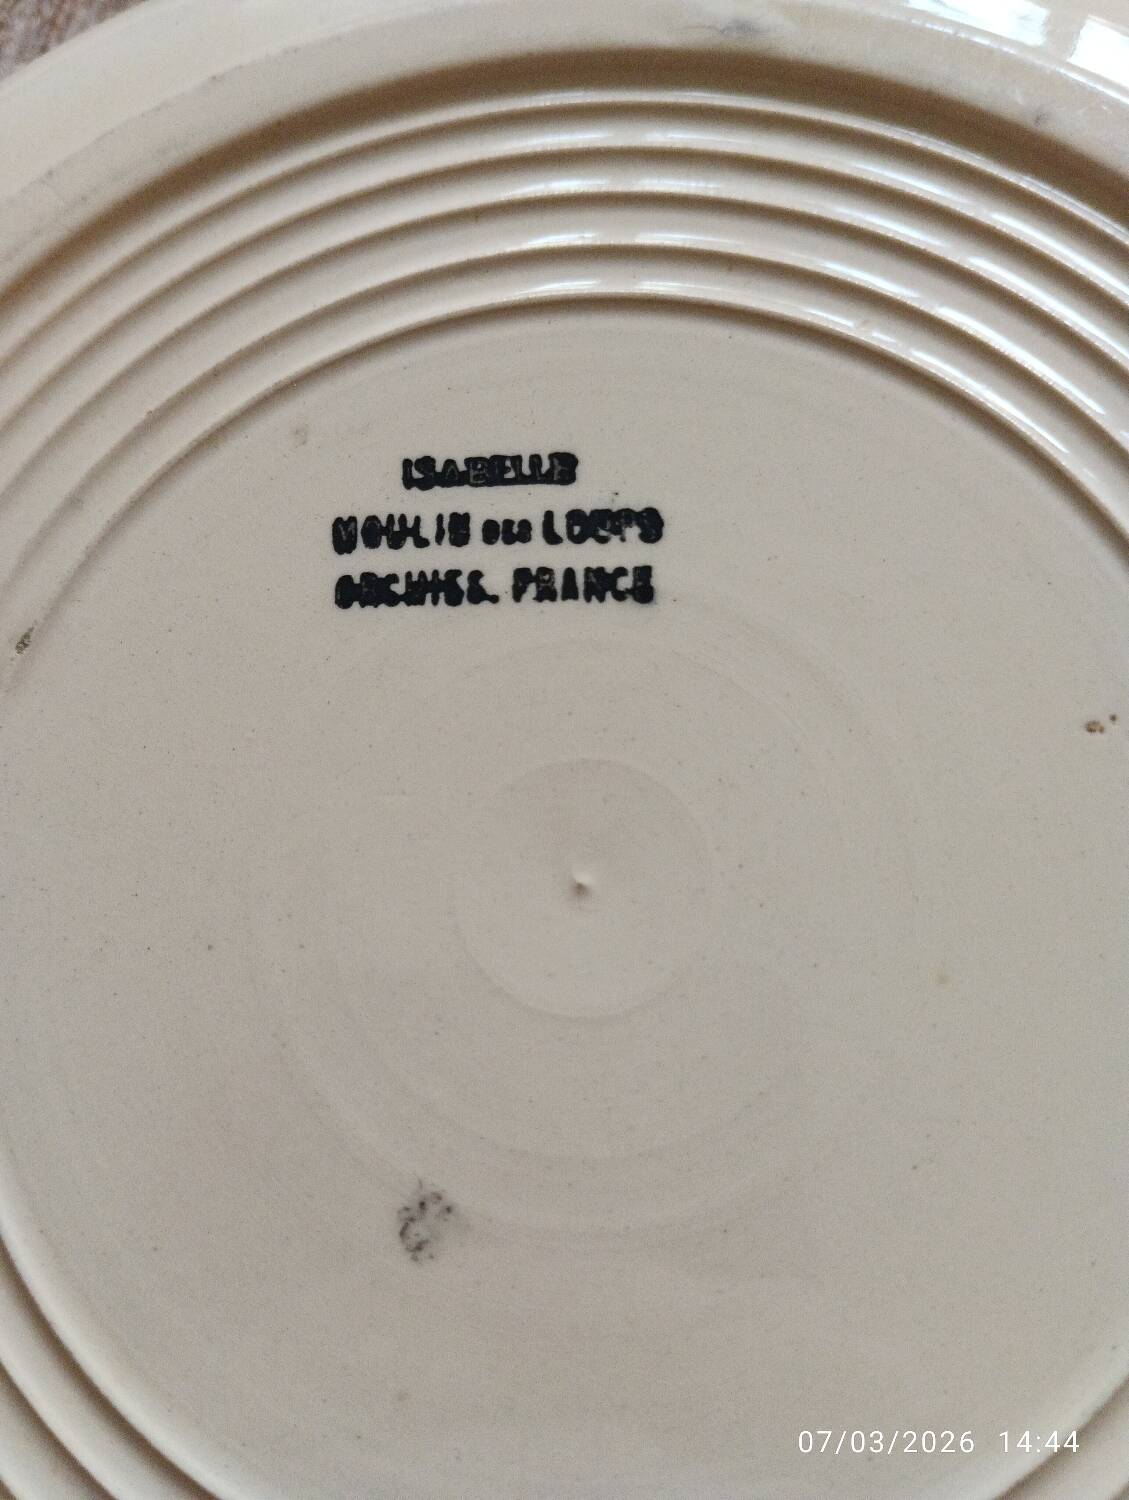 ISABELLE
MOULIN DES LOUPS
ORCHIES. FRANCE
07/03/2026 14:44